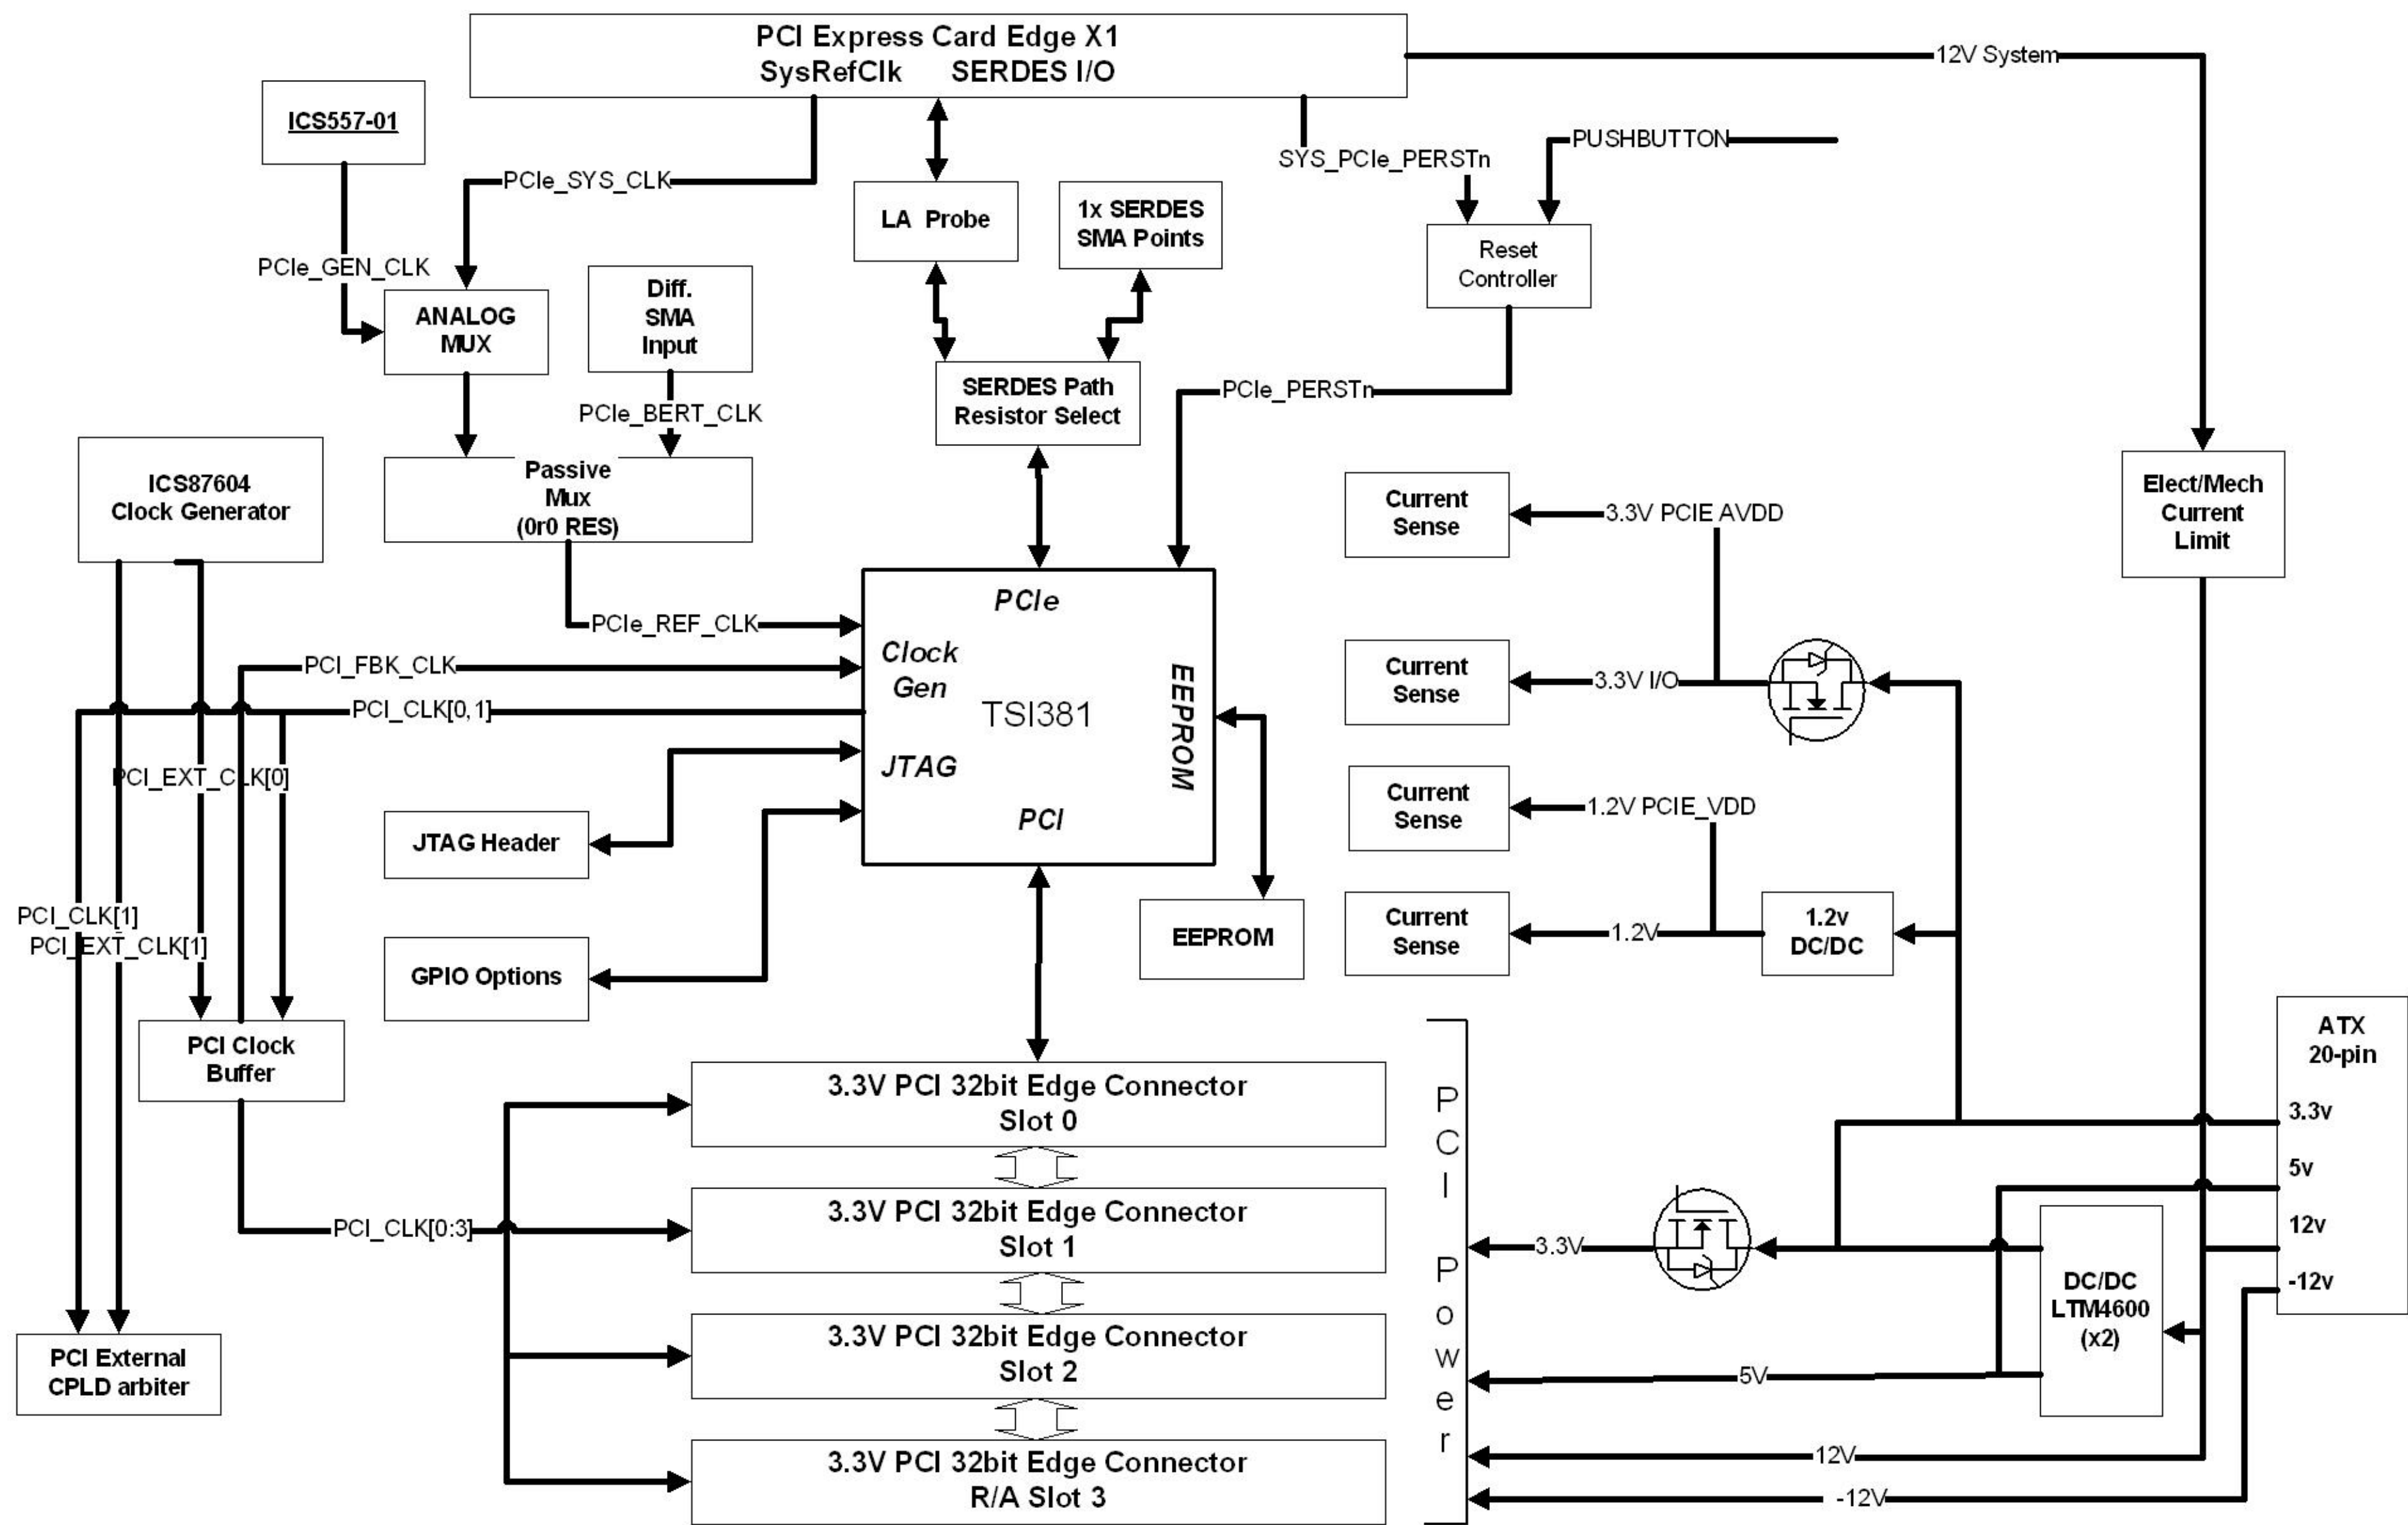 PCI Express Card Edge X1
SysRefClk SERDES I/O
12V System
ICS557-01
PUSHBUTTON
SYS_PCIe_PERSTn
PCIe_SYS_CLK
LA Probe
1x SERDES
SMA Points
Reset
Controller
PCIe_GEN_CLK
ANALOG
MUX
Diff.
SMA
Input
SERDES Path
Resistor Select
PCIe_PERSTn
PCIe_BERT_CLK
ICS87604
Clock Generator
Passive
Mux
(0r0 RES)
Current
Sense
3.3V PCIE AVDD
Elect/Mech
Current
Limit
PCIe
PCIe_REF_CLK
Clock
Gen
PCI_FBK_CLK
PCI_CLK[0,1]
TSI381
EEPROM
Current
Sense
3.3V I/O
JTAG
PCI_EXT_CLK[0]
PCI
Current
Sense
1.2V PCIE_VDD
JTAG Header
PCI_CLK[1]
PCI_EXT_CLK[1]
GPIO Options
EEPROM
Current
Sense
1.2V
1.2v
DC/DC
PCI Clock
Buffer
ATX
20-pin
3.3v
5v
12v
-12v
3.3V PCI 32bit Edge Connector
Slot 0
PCI_CLK[0:3]
3.3V PCI 32bit Edge Connector
Slot 1
3.3V PCI 32bit Edge Connector
Slot 2
3.3V PCI 32bit Edge Connector
R/A Slot 3
PCI Power
3.3V
DC/DC
LTM4600
(x2)
5V
12V
-12V
PCI External
CPLD arbiter